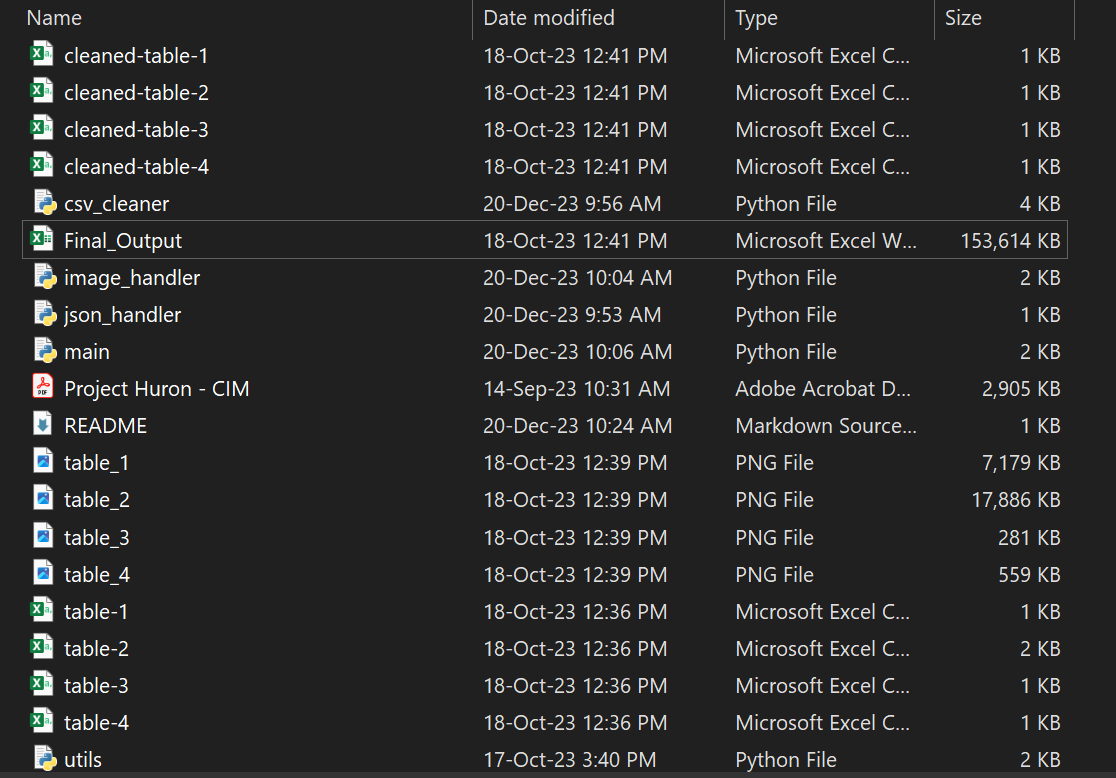 Name Date modified Type Size
cleaned-table-1 18-Oct-23 12:41 PM Microsoft Excel C... 1 KB
cleaned-table-2 18-Oct-23 12:41 PM Microsoft Excel C... 1 KB
cleaned-table-3 18-Oct-23 12:41 PM Microsoft Excel C... 1 KB
cleaned-table-4 18-Oct-23 12:41 PM Microsoft Excel C... 1 KB
csv_cleaner 20-Dec-23 9:56 AM Python File 4 KB
Final_Output 18-Oct-23 12:41 PM Microsoft Excel W... 153,614 KB
image_handler 20-Dec-23 10:04 AM Python File 2 KB
json_handler 20-Dec-23 9:53 AM Python File 1 KB
main 20-Dec-23 10:06 AM Python File 2 KB
Project Huron - CIM 14-Sep-23 10:31 AM Adobe Acrobat D... 2,905 KB
README 20-Dec-23 10:24 AM Markdown Source... 1 KB
table_1 18-Oct-23 12:39 PM PNG File 7,179 KB
table_2 18-Oct-23 12:39 PM PNG File 17,886 KB
table_3 18-Oct-23 12:39 PM PNG File 281 KB
table_4 18-Oct-23 12:39 PM PNG File 559 KB
table-1 18-Oct-23 12:36 PM Microsoft Excel C... 1 KB
table-2 18-Oct-23 12:36 PM Microsoft Excel C... 2 KB
table-3 18-Oct-23 12:36 PM Microsoft Excel C... 1 KB
table-4 18-Oct-23 12:36 PM Microsoft Excel C... 1 KB
utils 17-Oct-23 3:40 PM Python File 2 KB